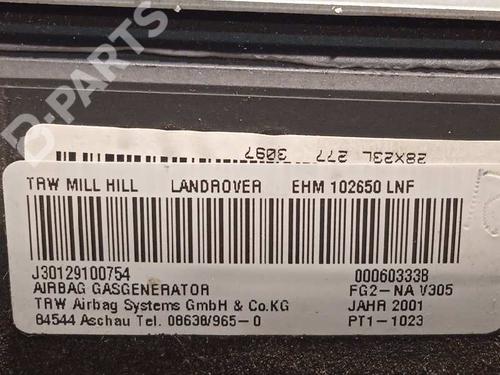 D-PARTS
28X23L 277 3097
TRW MILL HILL LANDROVER EHM 102650 LNF
J30129100754 000603338
AIRBAG GASGENERATOR FG2-NA V305
TRW Airbag Systems GmbH & Co.KG JAHR 2001
84544 Aschau Tel. 08638/965-0 PT1-1023